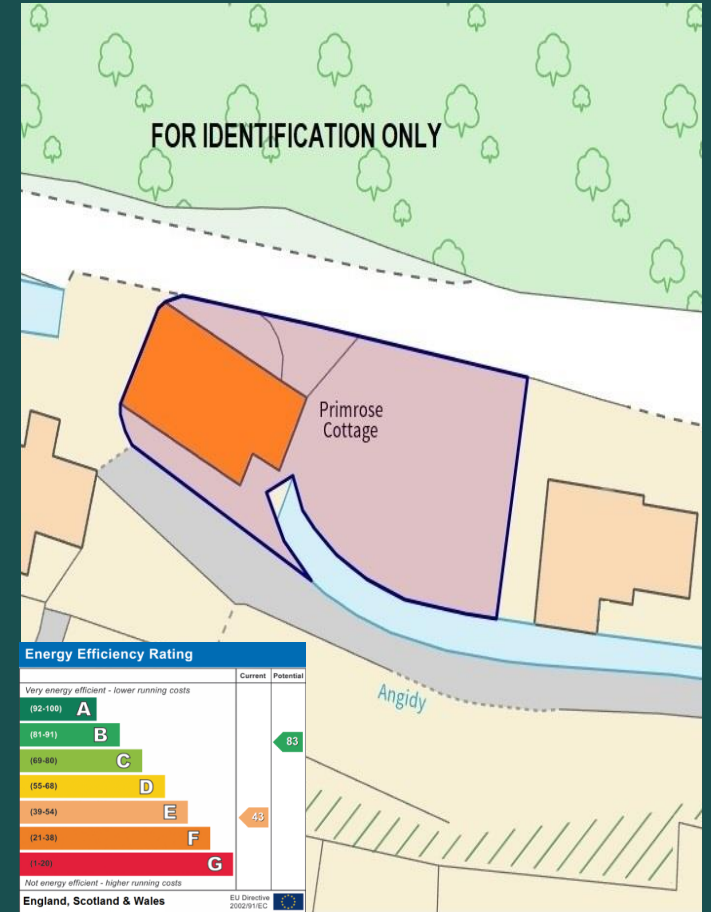 FOR IDENTIFICATION ONLY
Primrose
Cottage
Angidy
Energy Efficiency Rating
Current Potential
Very energy efficient - lower running costs
(92-100) A
(81-91) B
83
(69-80) C
(55-68) D
(39-54) E
43
(21-38) F
(1-20) G
Not energy efficient - higher running costs
England, Scotland & Wales
EU Directive
2002/91/EC